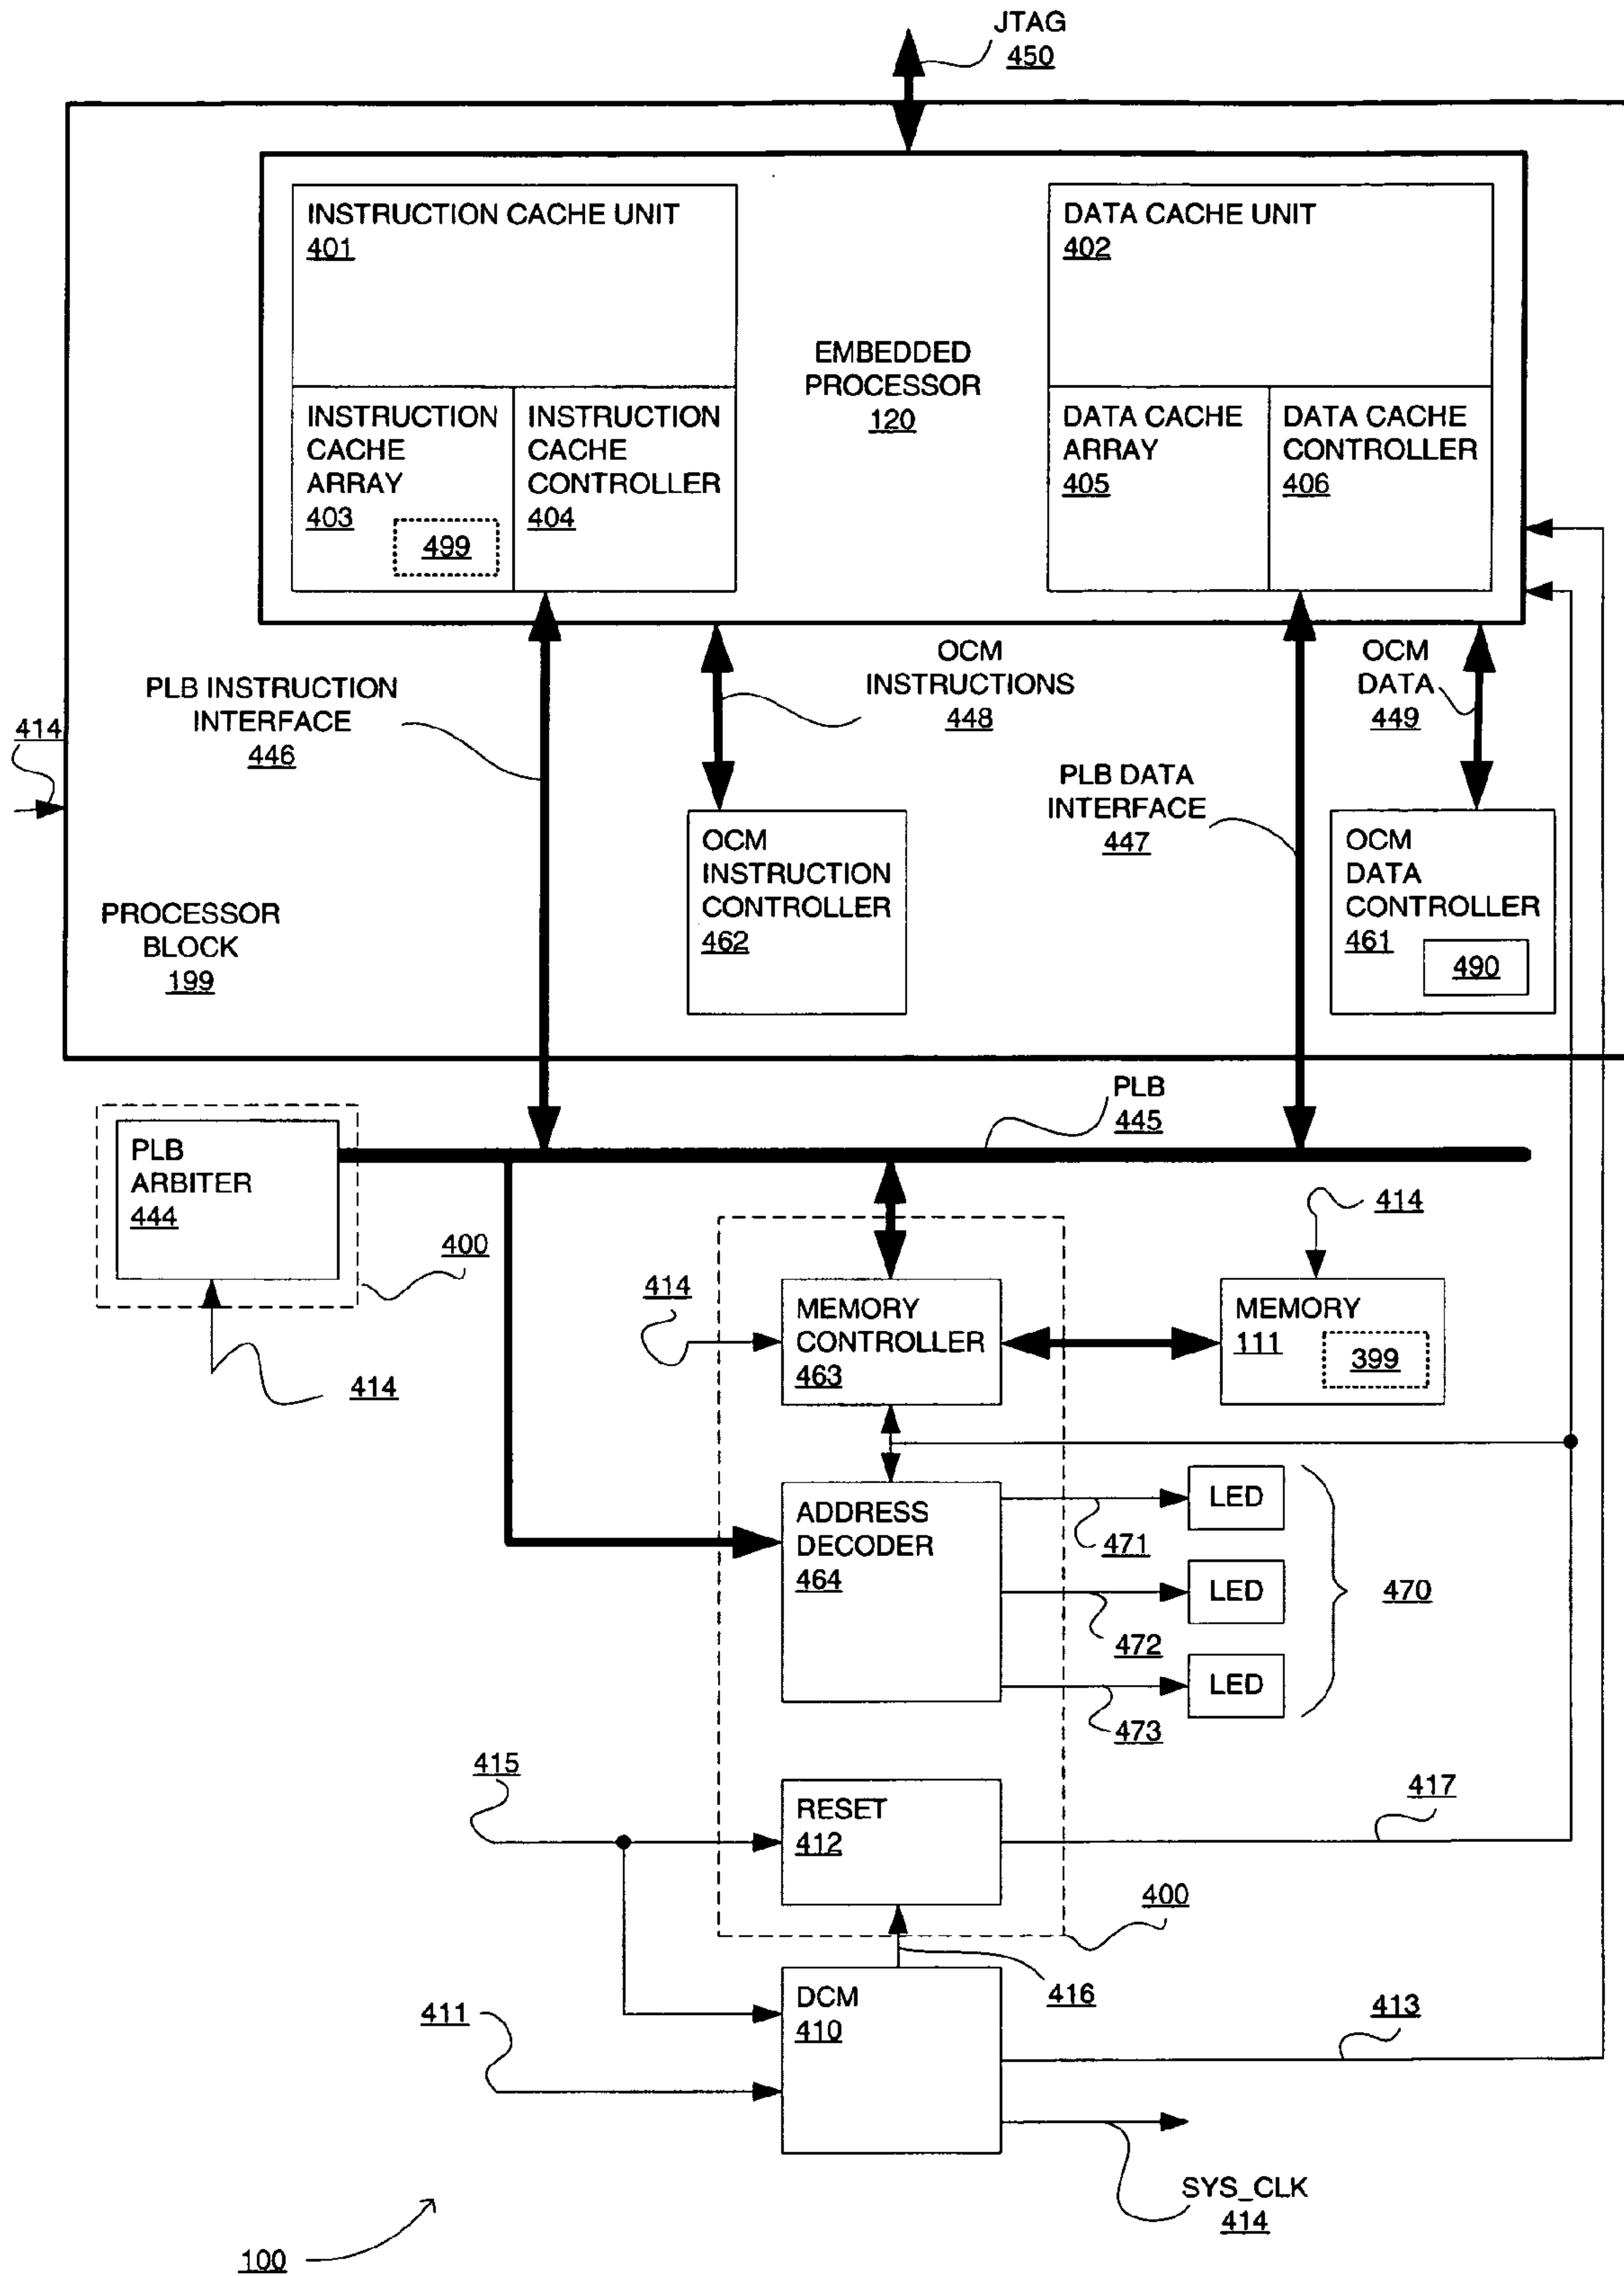 JTAG
450
INSTRUCTION CACHE UNIT
401
DATA CACHE UNIT
402
EMBEDDED
PROCESSOR
120
INSTRUCTION
CACHE
ARRAY
403
499
INSTRUCTION
CACHE
CONTROLLER
404
DATA CACHE
ARRAY
405
DATA CACHE
CONTROLLER
406
PLB INSTRUCTION
INTERFACE
446
OCM
INSTRUCTIONS
448
OCM
DATA
449
414
PLB DATA
INTERFACE
447
OCM
INSTRUCTION
CONTROLLER
462
OCM
DATA
CONTROLLER
461
490
PROCESSOR
BLOCK
199
PLB
445
PLB
ARBITER
444
400
414
414
414
MEMORY
CONTROLLER
463
MEMORY
111
399
ADDRESS
DECODER
464
LED
471
LED
472
LED
473
470
415
RESET
412
417
400
416
DCM
410
411
413
SYS_CLK
414
100